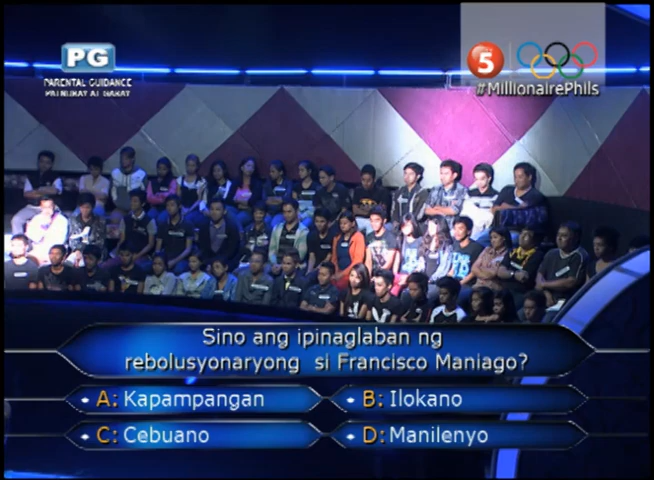 PG
PARENTAL GUIDANCE
PATNUBAY AT GABAY
5
#MillionairePhils
Sino ang ipinaglaban ng
rebolusyonaryong si Francisco Maniago?
A: Kapampangan
B: Ilokano
C: Cebuano
D: Manilenyo